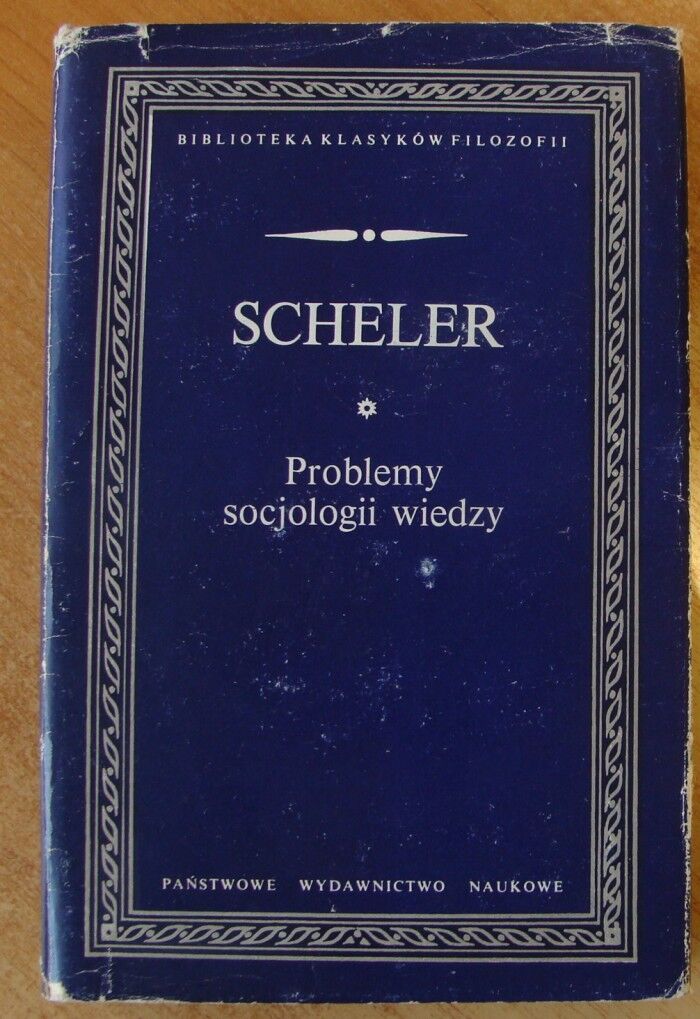 BIBLIOTEKA KLASYKÓW FILOZOFII
SCHELER
Problemy
socjologii wiedzy
PAŃSTWOWE WYDAWNICTWO NAUKOWE